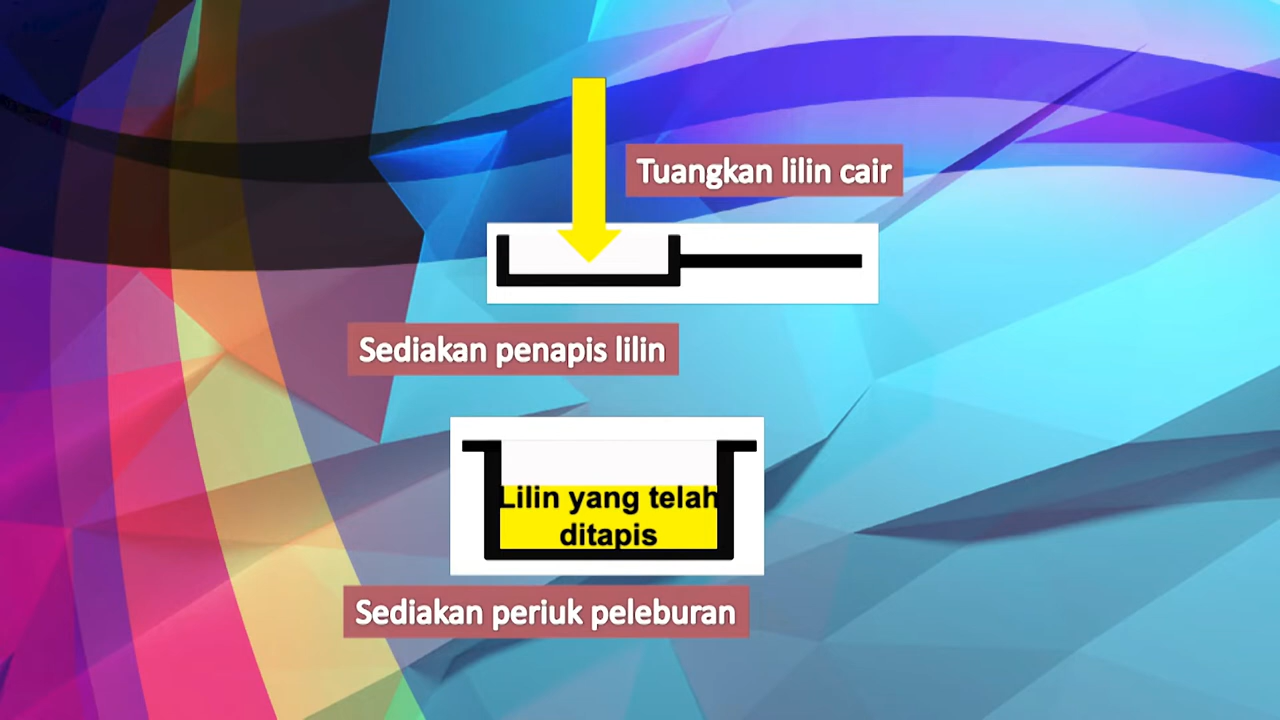 Tuangkan lilin cair
Sediakan penapis lilin
Lilin yang telah
ditapis
Sediakan periuk peleburan